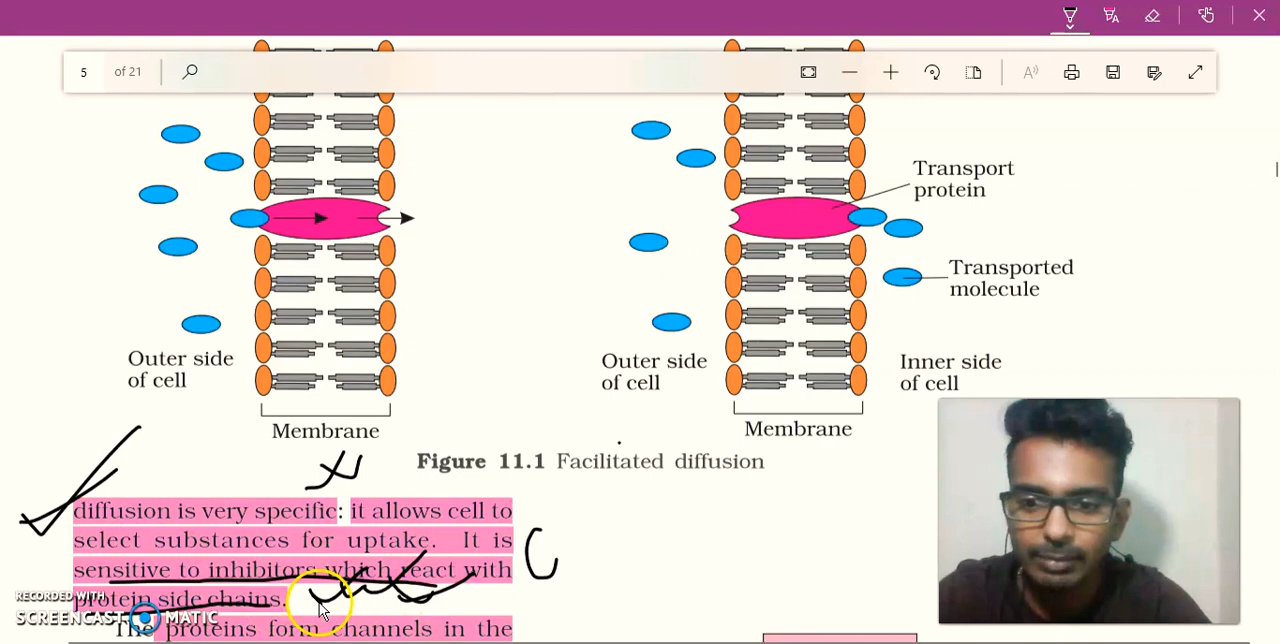 5 of 21
Transport
protein
Transported
molecule
Outer side
of cell
Outer side
of cell
Inner side
of cell
Membrane
Membrane
Figure 11.1 Facilitated diffusion
diffusion is very specific: it allows cell to
select substances for uptake. It is
sensitive to inhibitors which react with
protein side chains.
The proteins form channels in the
RECORDED WITH
SCREENCAST MATIC